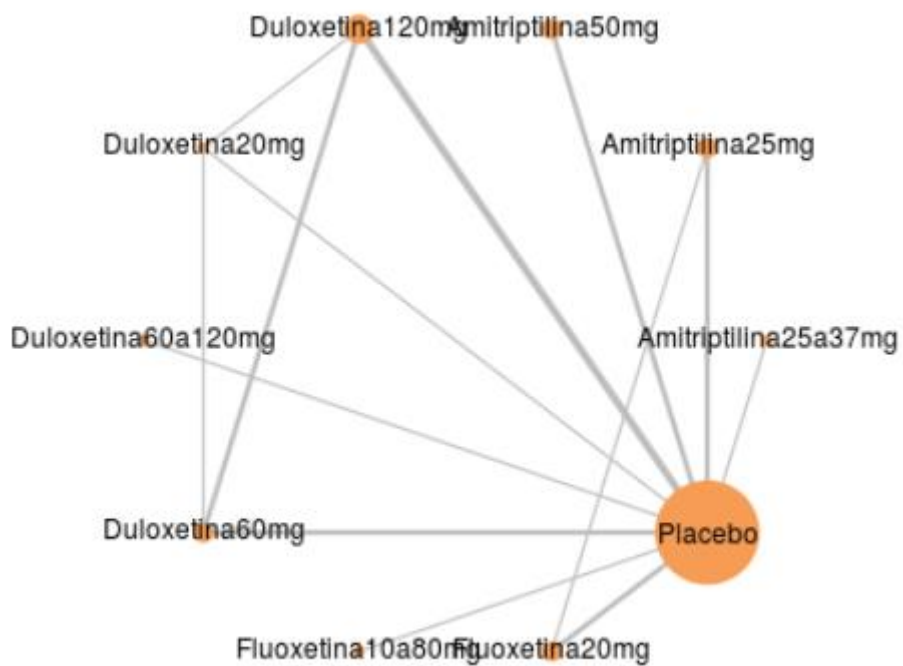 Duloxetina120mg
Amitriptilina50mg
Duloxetina20mg
Amitriptilina25mg
Duloxetina60a120mg
Amitriptilina25a37mg
Duloxetina60mg
Placebo
Fluoxetina10a80mg
Fluoxetina20mg